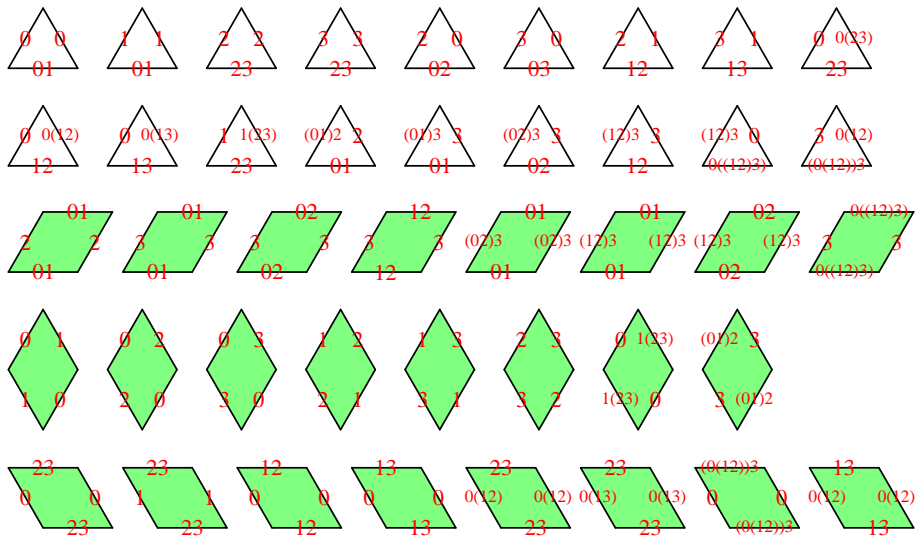 0 0 1 1 2 2 3 3 2 0 3 0 2 1 3 1 0 0(23)
01 01 23 23 02 03 12 13 23
0 0(12) 0 0(13) 1 1(23) (01)2 2 (01)3 3 (02)3 3 (12)3 3 (12)3 0 3 0(12)
12 13 23 01 01 02 12 0((12)3) (0(12))3
01 01 02 12 01 01 02 0((12)3)
2 2 3 3 3 3 3 3 (02)3 (02)3 (12)3 (12)3 (12)3 (12)3 3 3
01 01 02 12 01 01 02 0((12)3)
0 1 0 2 0 3 1 2 1 3 2 3 0 1(23) (01)2 3
1 0 2 0 3 0 2 1 3 1 3 2 1(23) 0 3 (01)2
23 23 12 13 23 23 (0(12))3 13
0 0 1 1 0 0 0 0 0(12) 0(12) 0(13) 0(13) 0 0 0(12) 0(12)
23 23 12 13 23 23 (0(12))3 13